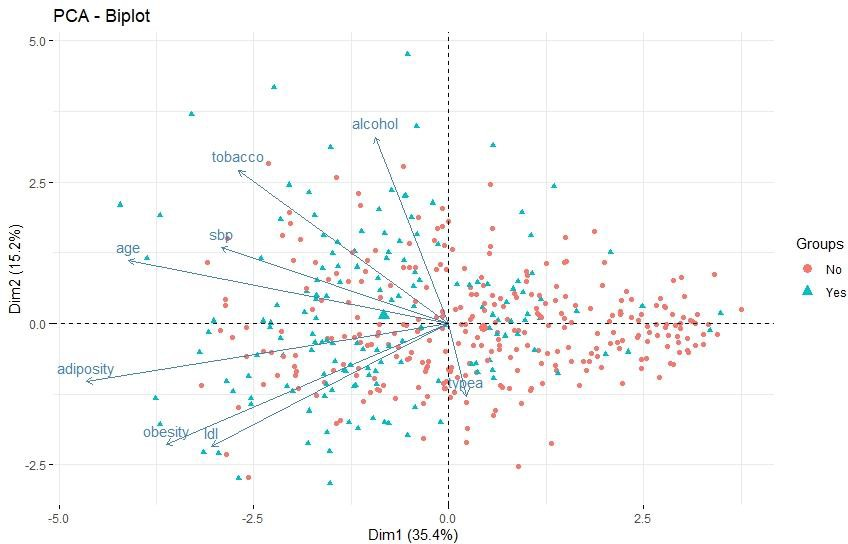 PCA - Biplot
5.0
alcohol
tobacco
2.5
sbp
age
Groups
No
Yes
Dim2 (15.2%)
0.0
adiposity
typea
obesity
ldl
-2.5
-5.0
-2.5
0.0
2.5
Dim1 (35.4%)